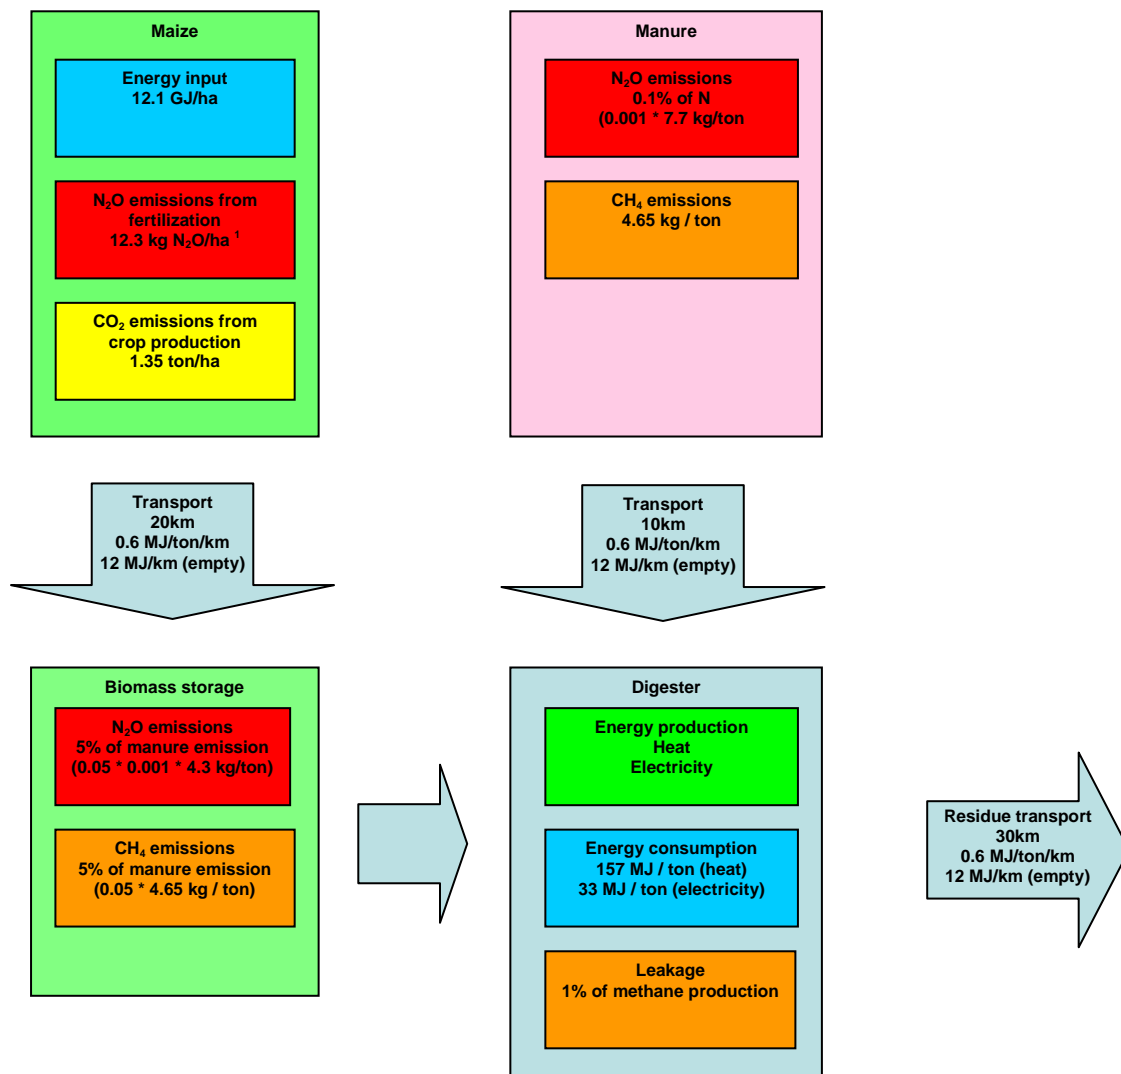 Maize
Energy input
12.1 GJ/ha
N₂O emissions from
fertilization
12.3 kg N₂O/ha ¹
CO₂ emissions from
crop production
1.35 ton/ha
Manure
N₂O emissions
0.1% of N
(0.001 * 7.7 kg/ton
CH₄ emissions
4.65 kg / ton
Transport
20km
0.6 MJ/ton/km
12 MJ/km (empty)
Transport
10km
0.6 MJ/ton/km
12 MJ/km (empty)
Biomass storage
N₂O emissions
5% of manure emission
(0.05 * 0.001 * 4.3 kg/ton)
CH₄ emissions
5% of manure emission
(0.05 * 4.65 kg / ton)
Digester
Energy production
Heat
Electricity
Energy consumption
157 MJ / ton (heat)
33 MJ / ton (electricity)
Leakage
1% of methane production
Residue transport
30km
0.6 MJ/ton/km
12 MJ/km (empty)